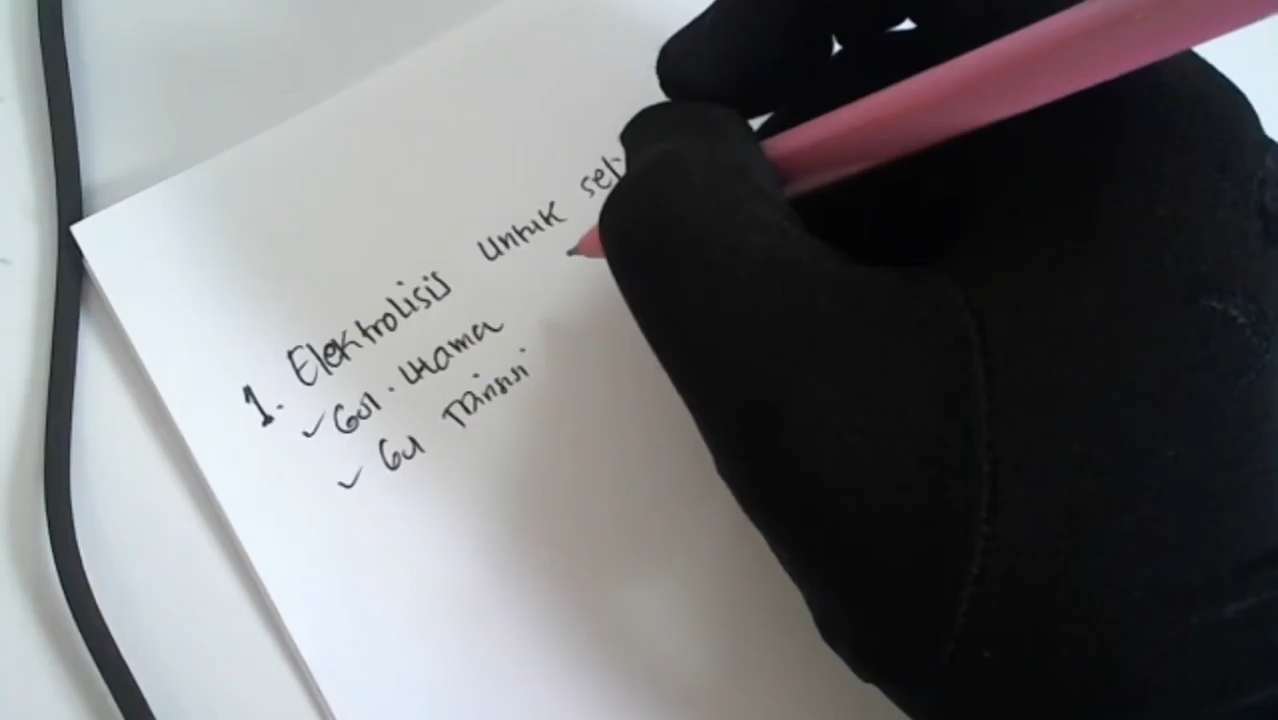 1. Elektrolisis untuk sel
✓ Gol. Utama
✓ Gol Transisi